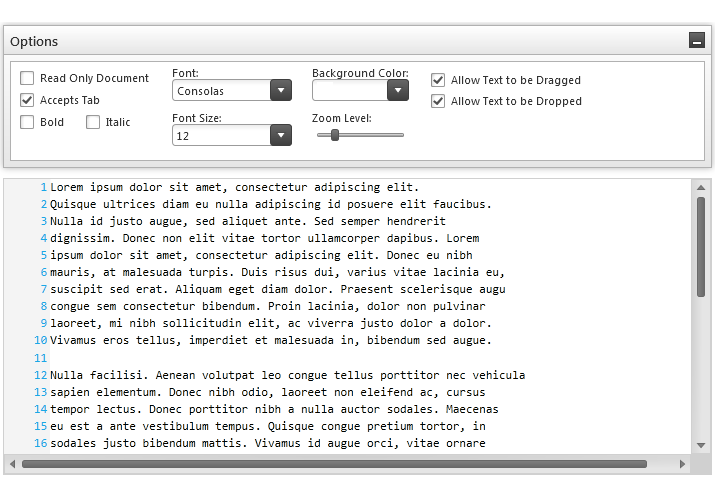 Options
Read Only Document
Accepts Tab
Bold Italic
Font:
Consolas
Font Size:
12
Background Color:
Zoom Level:
Allow Text to be Dragged
Allow Text to be Dropped
1 Lorem ipsum dolor sit amet, consectetur adipiscing elit.
2 Quisque ultrices diam eu nulla adipiscing id posuere elit faucibus.
3 Nulla id justo augue, sed aliquet ante. Sed semper hendrerit
4 dignissim. Donec non elit vitae tortor ullamcorper dapibus. Lorem
5 ipsum dolor sit amet, consectetur adipiscing elit. Donec eu nibh
6 mauris, at malesuada turpis. Duis risus dui, varius vitae lacinia eu,
7 suscipit sed erat. Aliquam eget diam dolor. Praesent scelerisque augu
8 congue sem consectetur bibendum. Proin lacinia, dolor non pulvinar
9 laoreet, mi nibh sollicitudin elit, ac viverra justo dolor a dolor.
10 Vivamus eros tellus, imperdiet et malesuada in, bibendum sed augue.
11
12 Nulla facilisi. Aenean volutpat leo congue tellus porttitor nec vehicula
13 sapien elementum. Donec nibh odio, laoreet non eleifend ac, cursus
14 tempor lectus. Donec porttitor nibh a nulla auctor sodales. Maecenas
15 eu est a ante vestibulum tempus. Quisque congue pretium tortor, in
16 sodales justo bibendum mattis. Vivamus id augue orci, vitae ornare